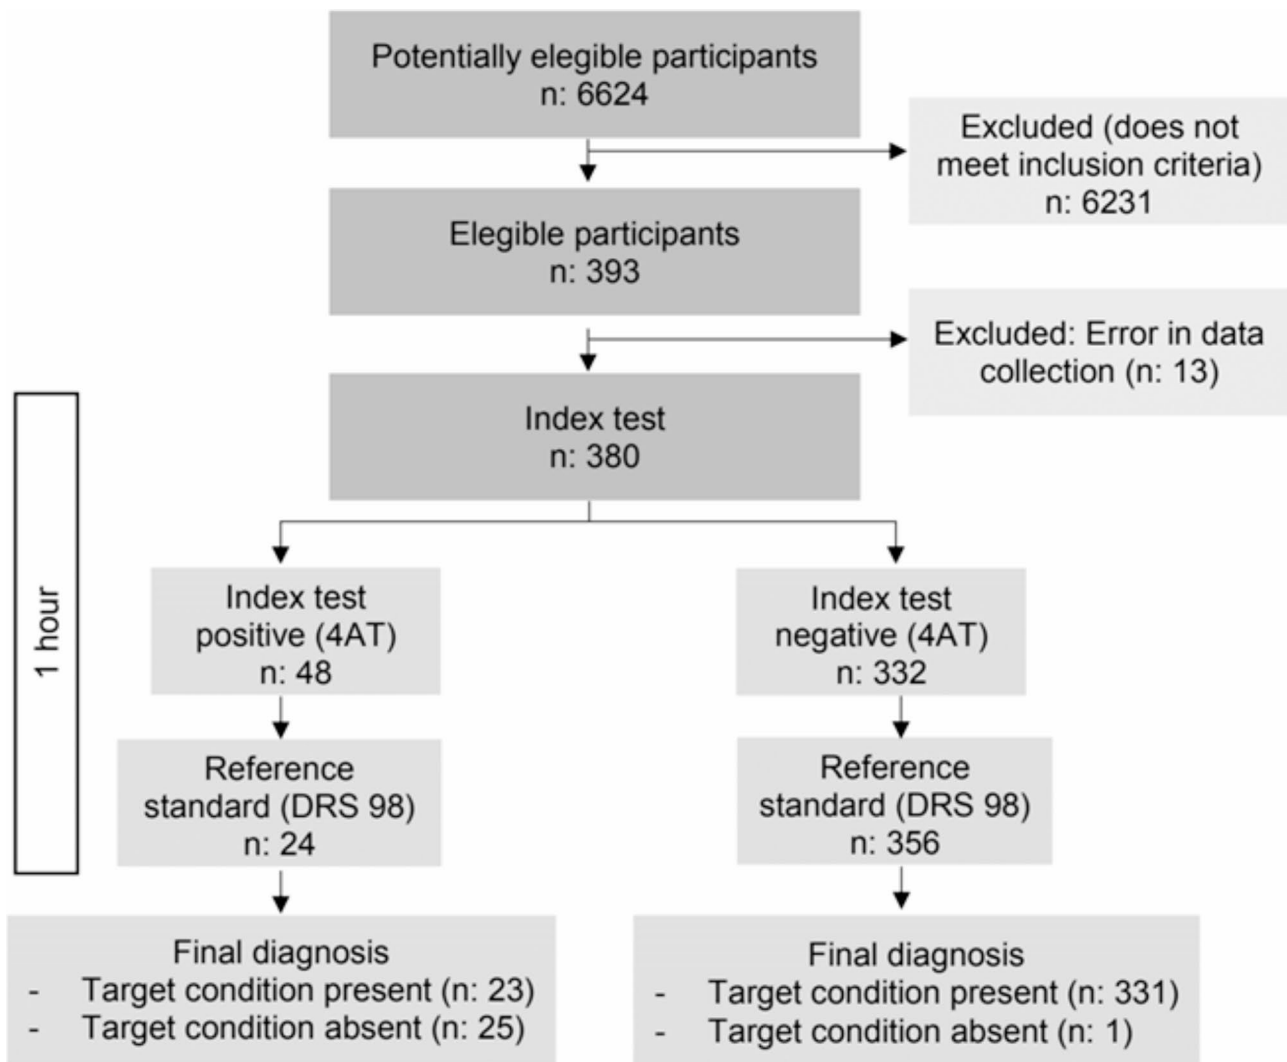 Potentially elegible participants
n: 6624
Excluded (does not
meet inclusion criteria)
n: 6231
Elegible participants
n: 393
Excluded: Error in data
collection (n: 13)
Index test
n: 380
1 hour
Index test
positive (4AT)
n: 48
Index test
negative (4AT)
n: 332
Reference
standard (DRS 98)
n: 24
Reference
standard (DRS 98)
n: 356
Final diagnosis
- Target condition present (n: 23)
- Target condition absent (n: 25)
Final diagnosis
- Target condition present (n: 331)
- Target condition absent (n: 1)